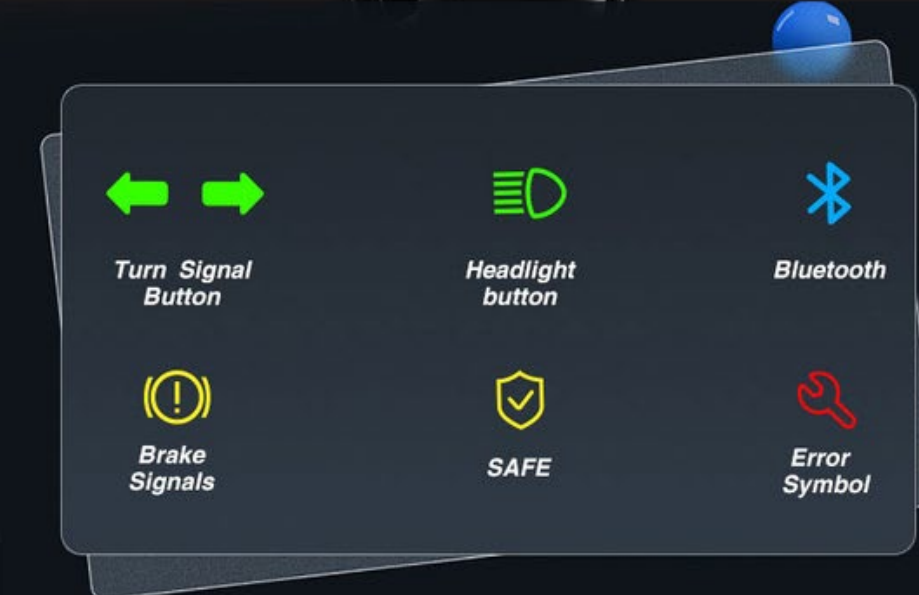 Turn Signal
Button
Headlight
button
Bluetooth
Brake
Signals
SAFE
Error
Symbol